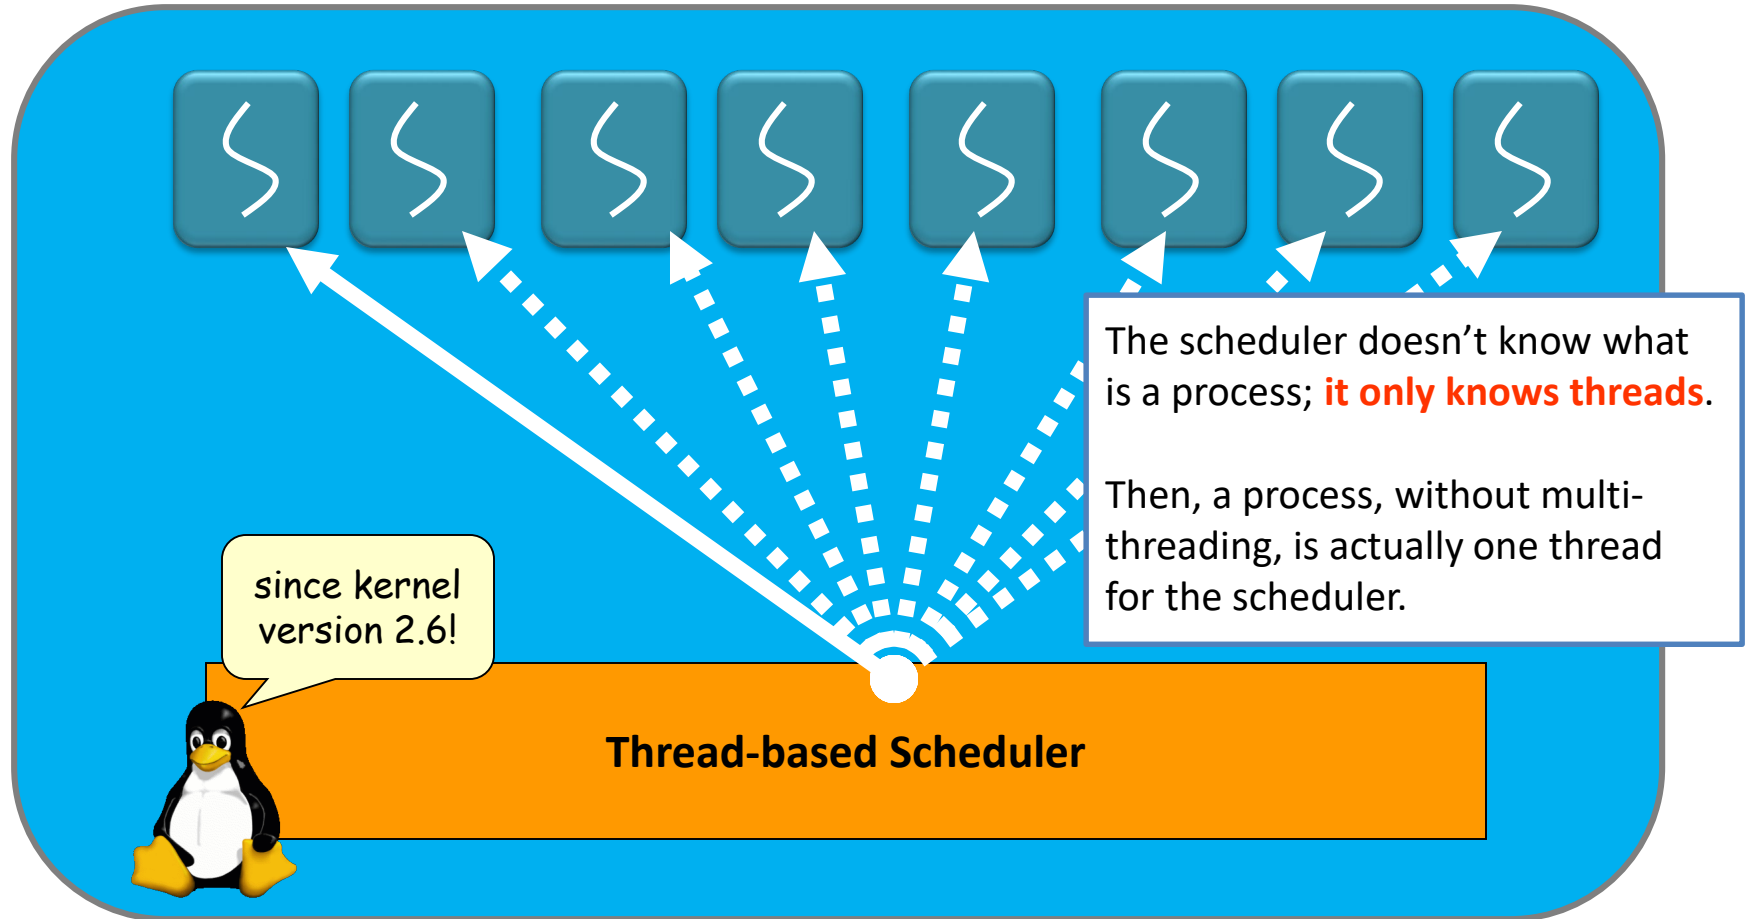 The scheduler doesn’t know what
is a process; it only knows threads.
Then, a process, without multi-
threading, is actually one thread
for the scheduler.
since kernel
version 2.6!
Thread-based Scheduler